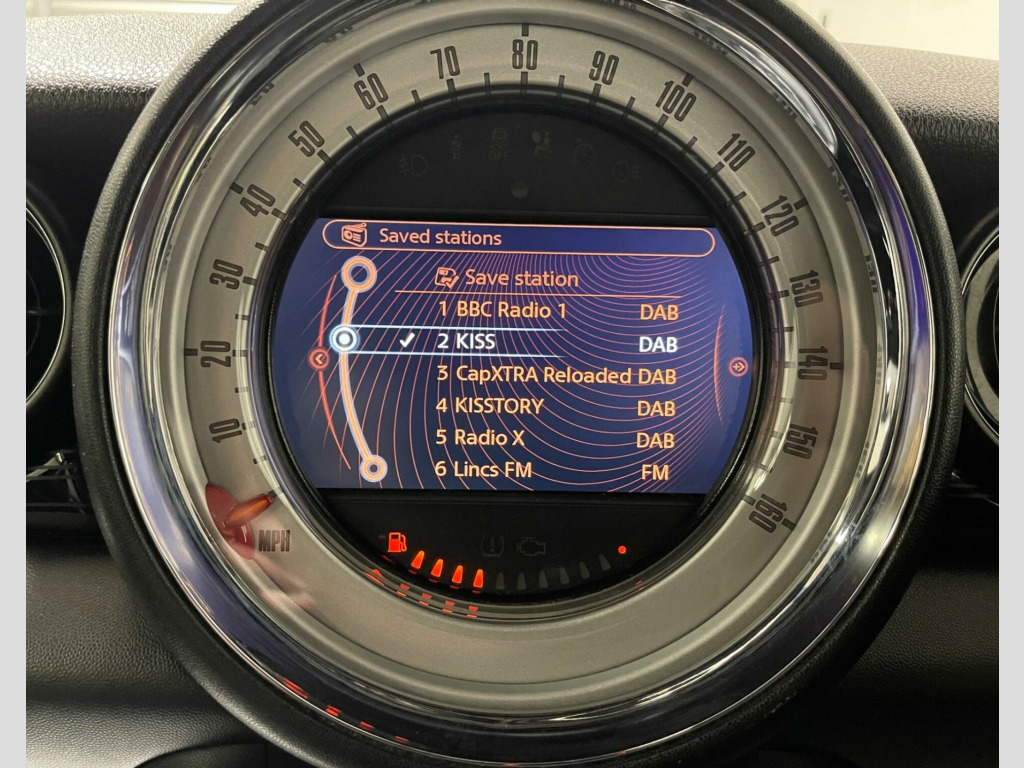 10
20
30
40
50
60
70
80
90
100
110
120
130
140
150
160
MPH
OFF
Saved stations
Save station
1 BBC Radio 1 DAB
2 KISS DAB
3 CapXTRA Reloaded DAB
4 KISSTORY DAB
5 Radio X DAB
6 Lincs FM FM